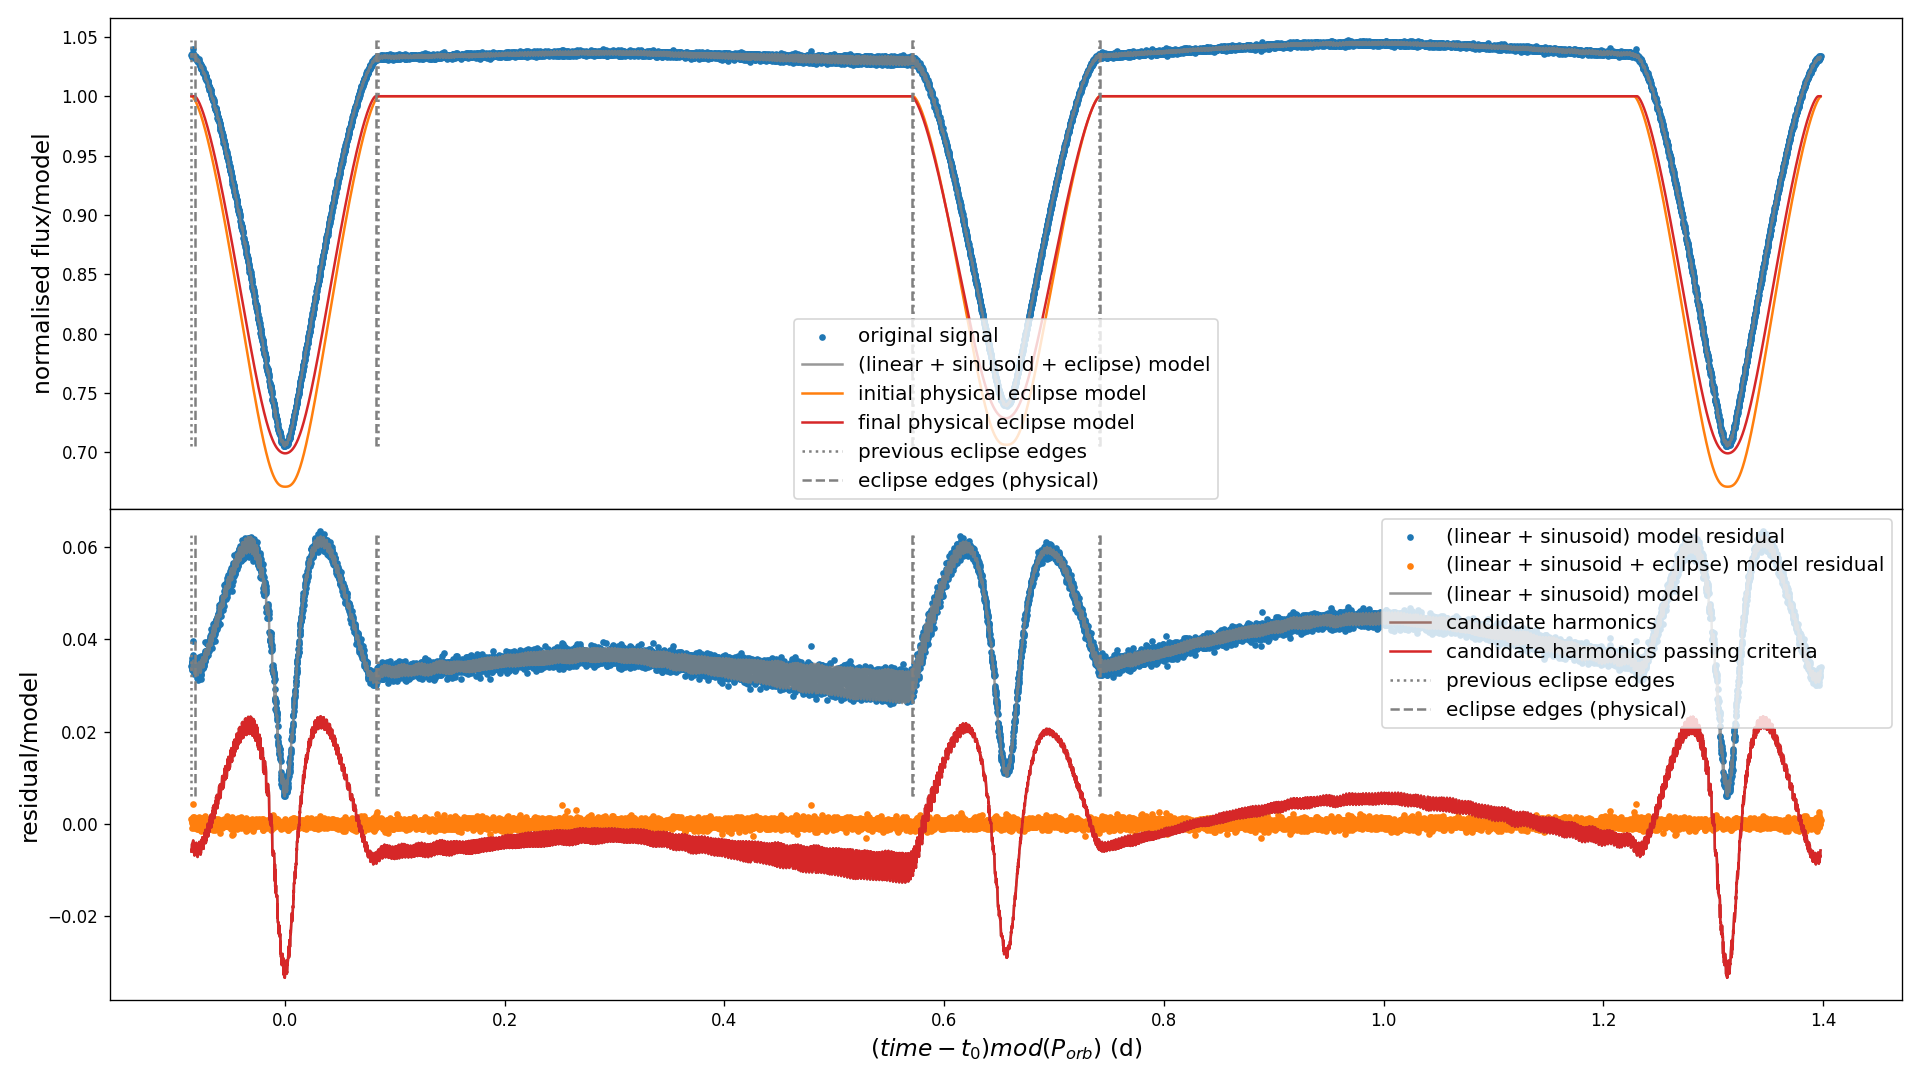 normalised flux/model
1.05
1.00
0.95
0.90
0.85
0.80
0.75
0.70
original signal
(linear + sinusoid + eclipse) model
initial physical eclipse model
final physical eclipse model
previous eclipse edges
eclipse edges (physical)
residual/model
0.06
0.04
0.02
0.00
−0.02
(linear + sinusoid) model residual
(linear + sinusoid + eclipse) model residual
(linear + sinusoid) model
candidate harmonics
candidate harmonics passing criteria
previous eclipse edges
eclipse edges (physical)
0.0 0.2 0.4 0.6 0.8 1.0 1.2 1.4
(time − t₀)mod(P_orb) (d)